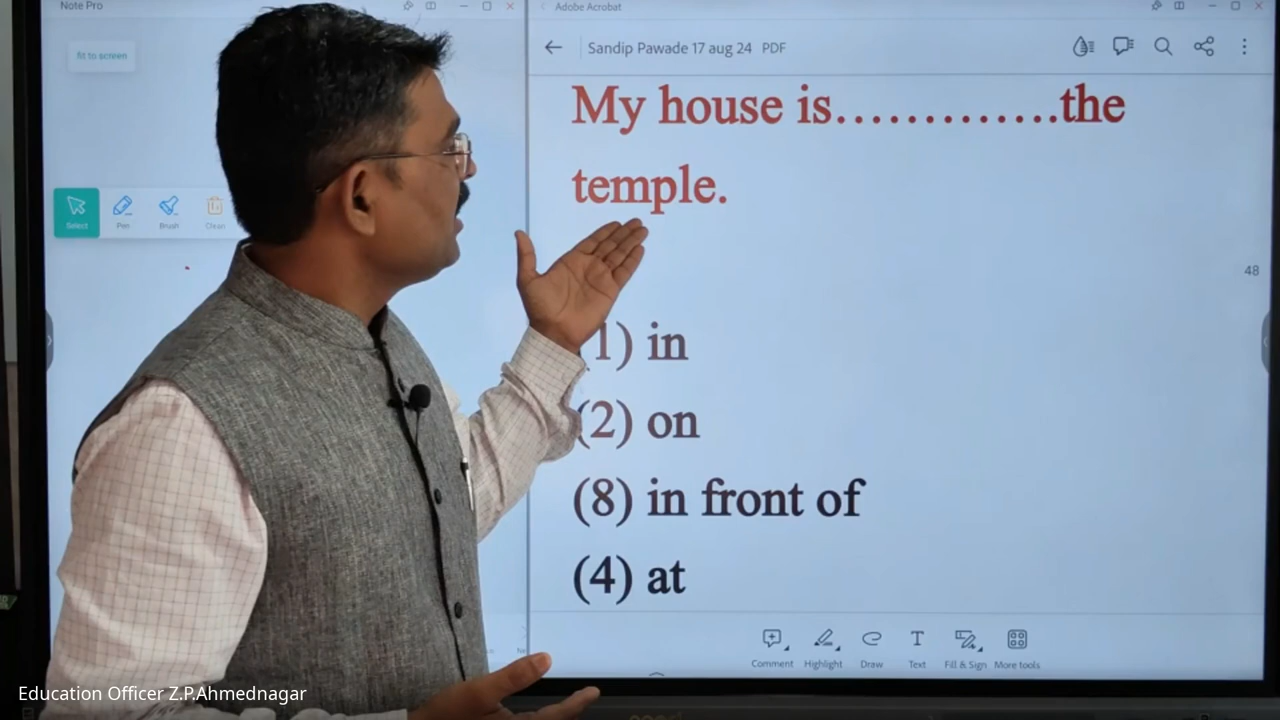 Note Pro
Adobe Acrobat
fit to screen
Sandip Pawade 17 aug 24 PDF
My house is.............the
temple.
Select Pen Brush Clean
48
(1) in
(2) on
(8) in front of
(4) at
Comment Highlight Draw Text Fill & Sign More tools
Education Officer Z.P.Ahmednagar